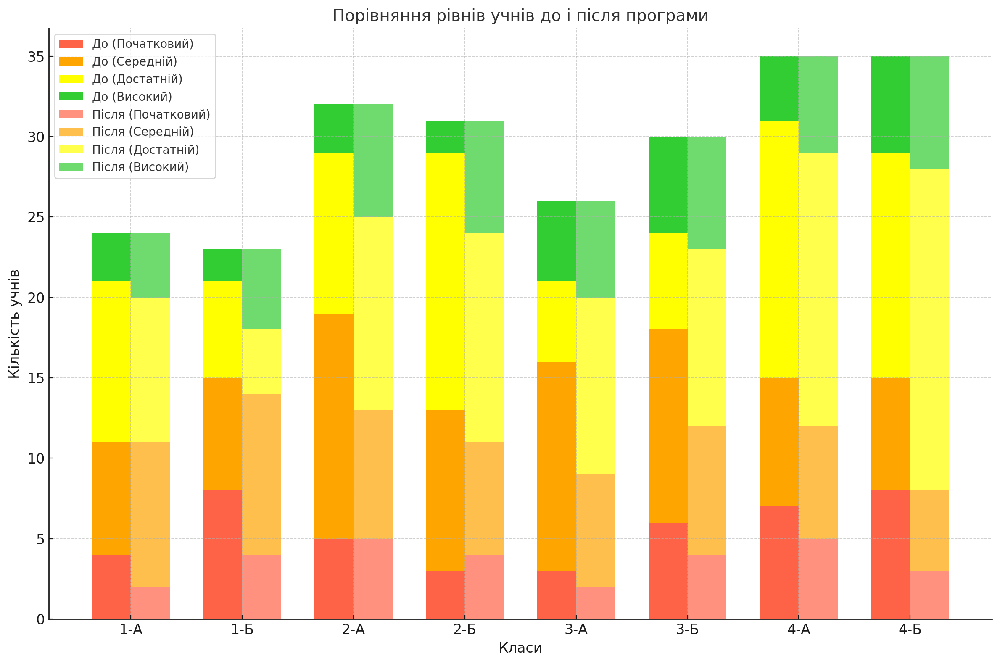 Порівняння рівнів учнів до і після програми
До (Початковий)
До (Середній)
До (Достатній)
До (Високий)
Після (Початковий)
Після (Середній)
Після (Достатній)
Після (Високий)
Кількість учнів
35
30
25
20
15
10
5
0
1-А
1-Б
2-А
2-Б
3-А
3-Б
4-А
4-Б
Класи